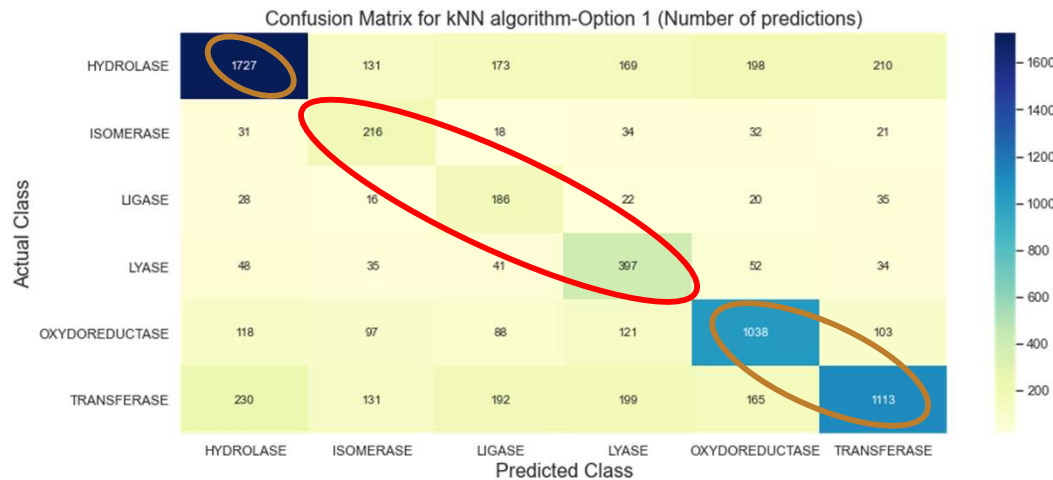 Confusion Matrix for kNN algorithm-Option 1 (Number of predictions)
HYDROLASE 1727 131 173 169 198 210
ISOMERASE 31 216 18 34 32 21
LIGASE 28 16 186 22 20 35
LYASE 48 35 41 397 52 34
OXYDOREDUCTASE 118 97 88 121 1038 103
TRANSFERASE 230 131 192 199 165 1113
HYDROLASE ISOMERASE LIGASE LYASE OXYDOREDUCTASE TRANSFERASE
Predicted Class
Actual Class
1600
1400
1200
1000
800
600
400
200